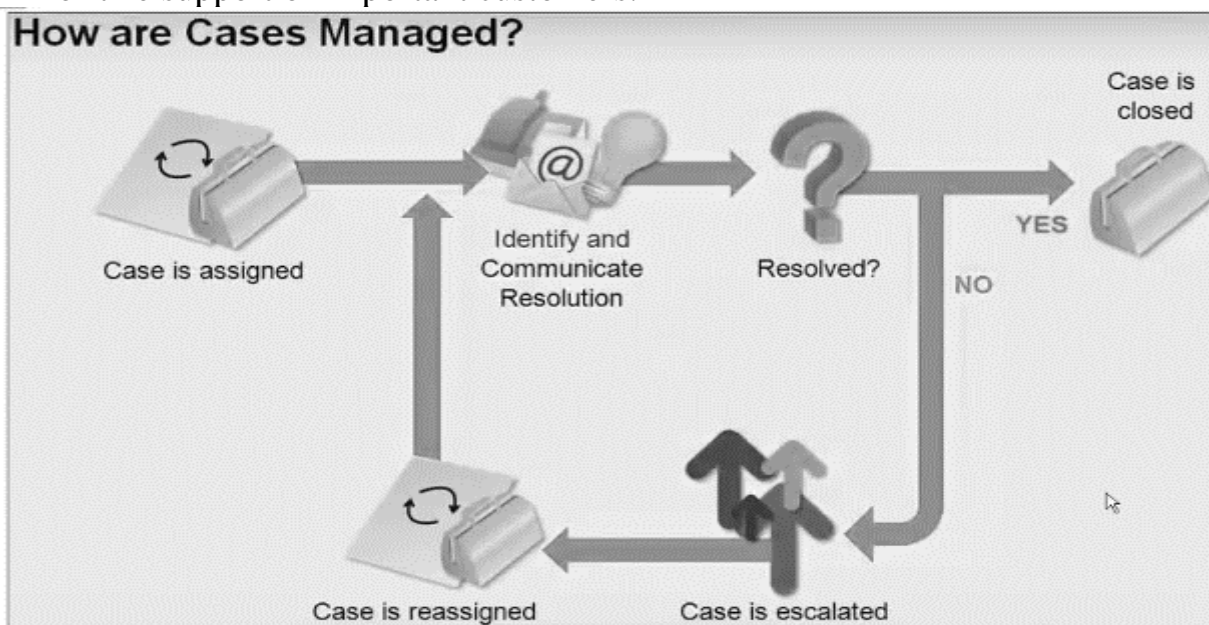 How are Cases Managed?
Case is
closed
YES
Case is assigned
Identify and
Communicate
Resolution
@
Resolved?
NO
Case is reassigned
Case is escalated